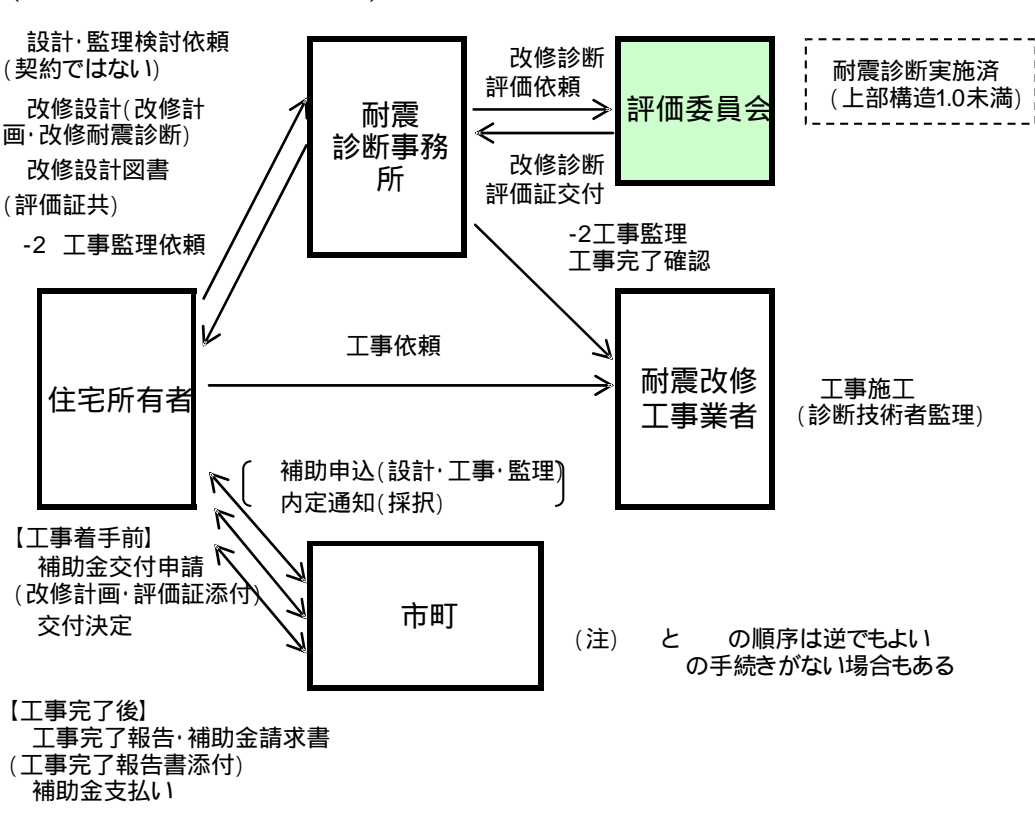 設計・監理検討依頼
(契約ではない)
改修設計(改修計
画・改修耐震診断)
改修設計図書
(評価証共)
-2 工事監理依頼
耐震
診断事務
所
改修診断
評価依頼
改修診断
評価証交付
評価委員会
耐震診断実施済
(上部構造1.0未満)
-2工事監理
工事完了確認
住宅所有者
工事依頼
耐震改修
工事業者
工事施工
(診断技術者監理)
補助申込(設計・工事・監理)
内定通知(採択)
【工事着手前】
補助金交付申請
(改修計画・評価証添付)
交付決定
市町
(注) と の順序は逆でもよい
の手続きがない場合もある
【工事完了後】
工事完了報告・補助金請求書
(工事完了報告書添付)
補助金支払い